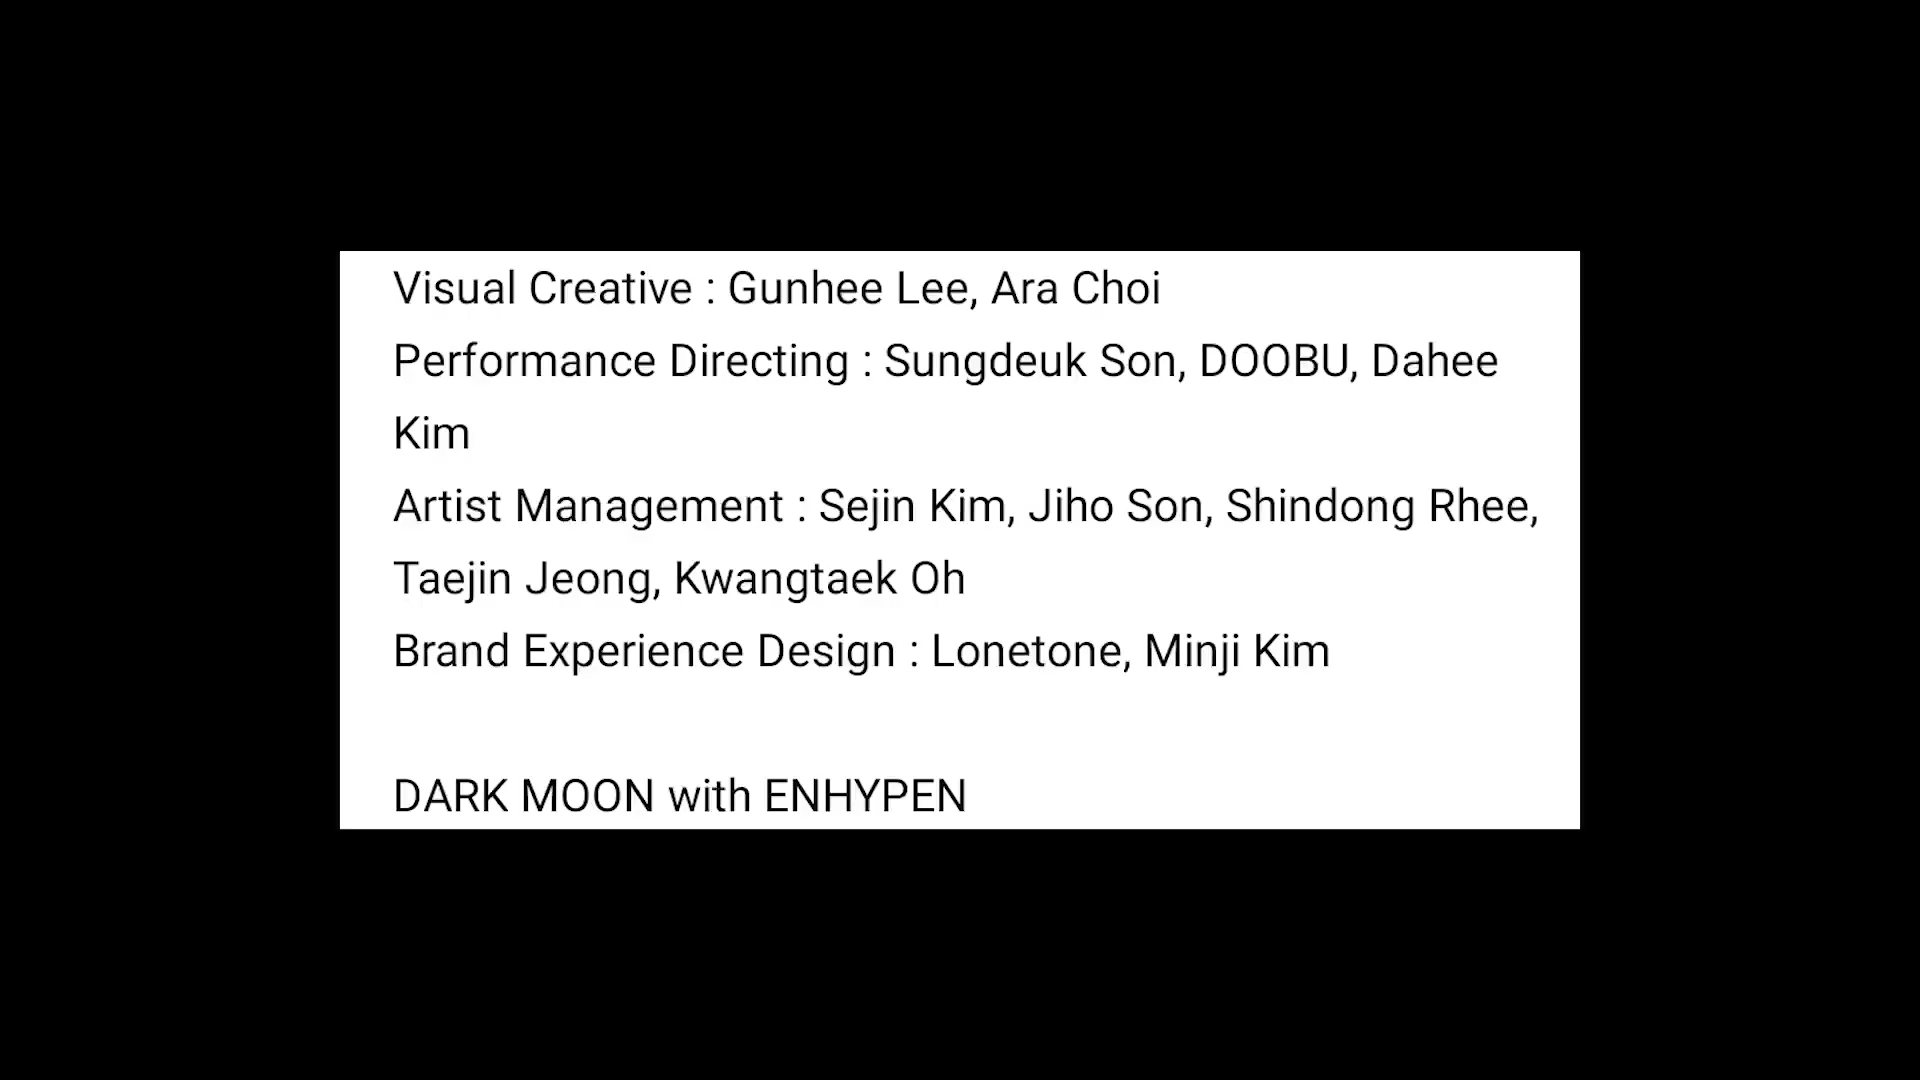 Visual Creative : Gunhee Lee, Ara Choi
Performance Directing : Sungdeuk Son, DOOBU, Dahee
Kim
Artist Management : Sejin Kim, Jiho Son, Shindong Rhee,
Taejin Jeong, Kwangtaek Oh
Brand Experience Design : Lonetone, Minji Kim
DARK MOON with ENHYPEN